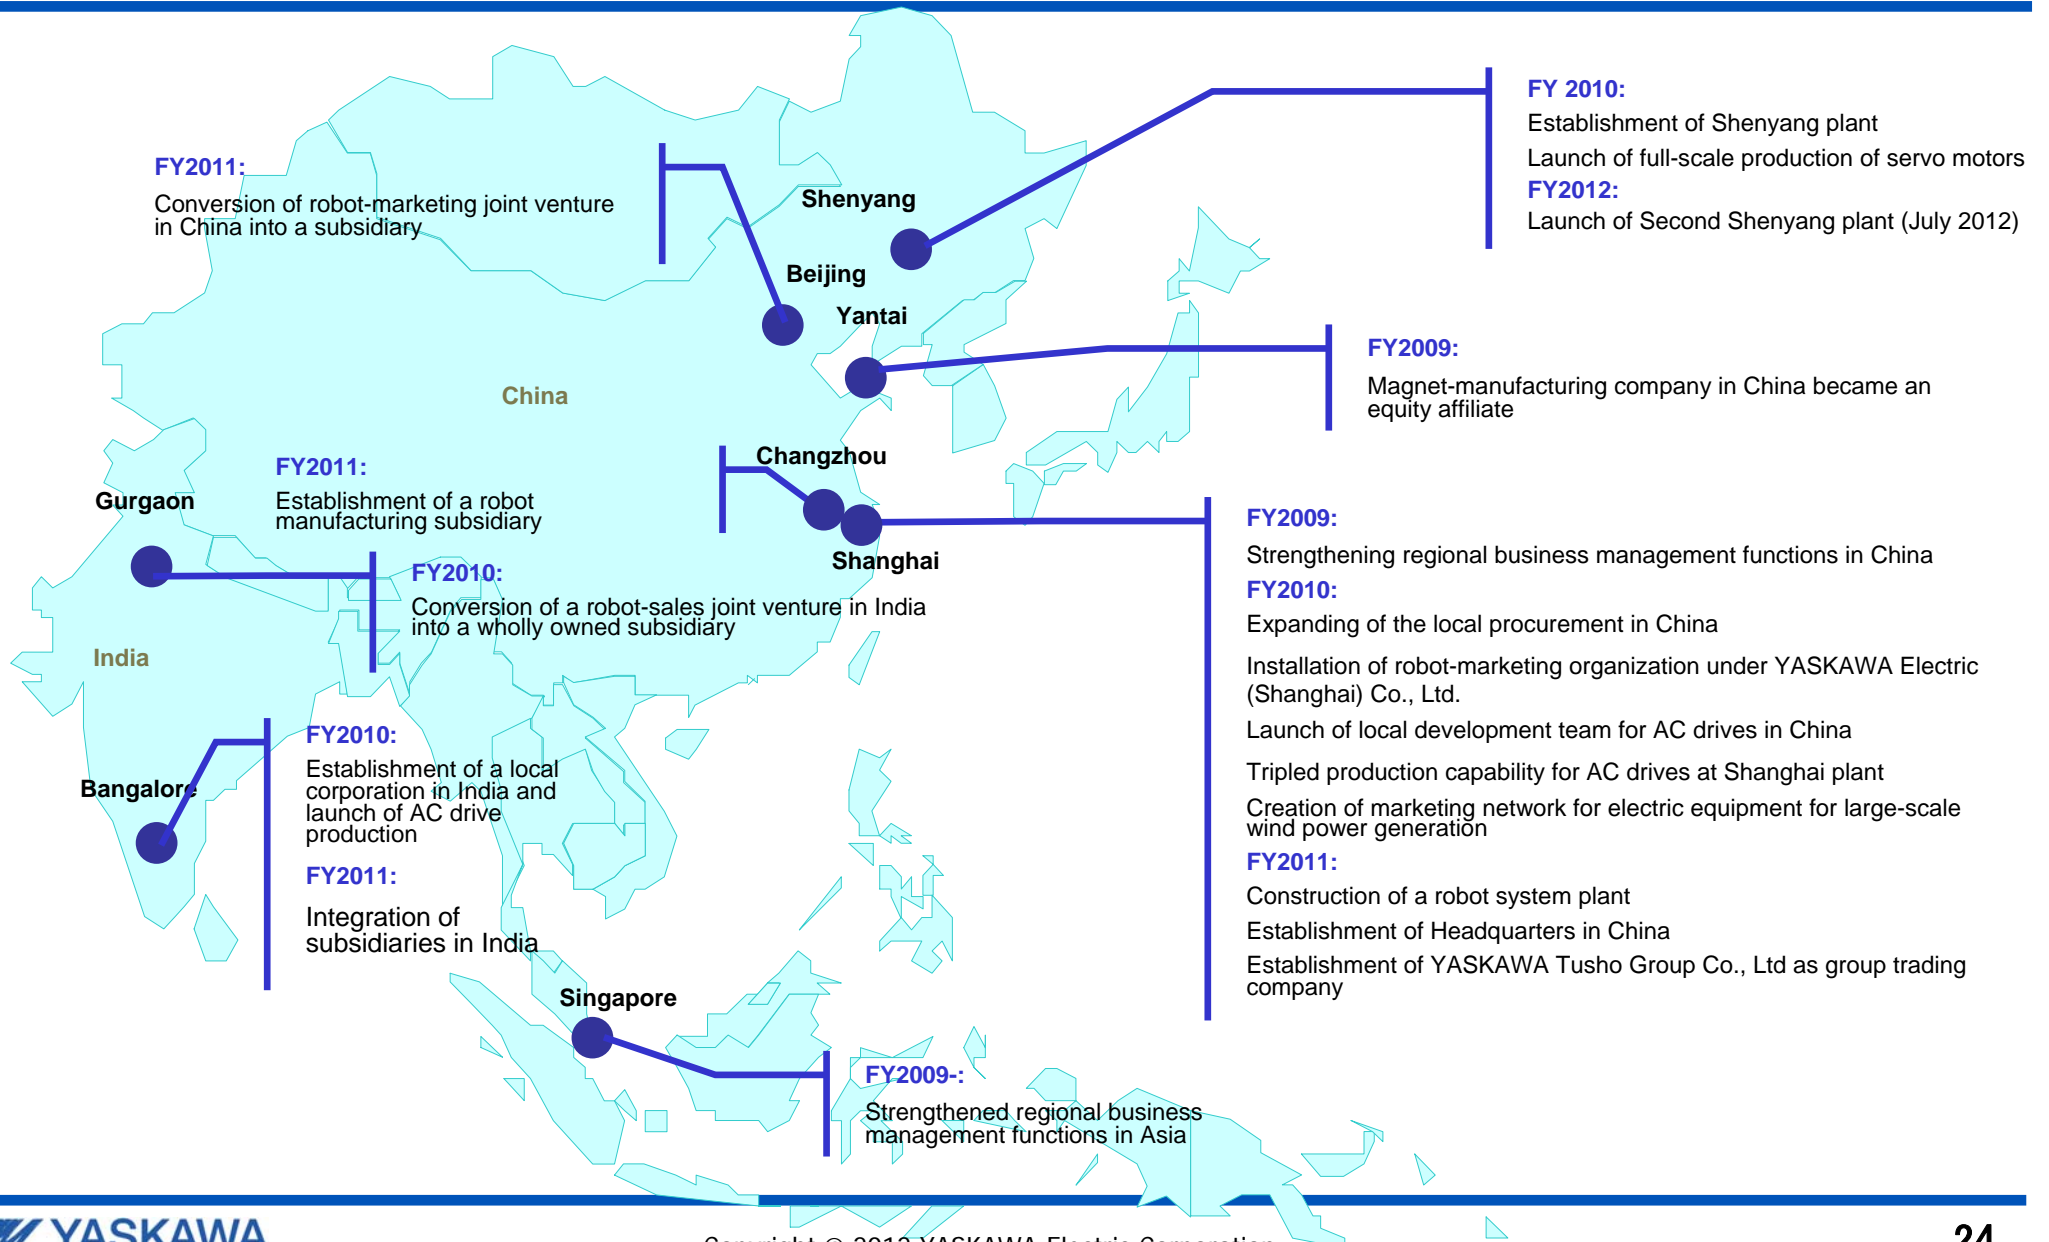 FY 2010:
Establishment of Shenyang plant
Launch of full-scale production of servo motors
FY2012:
Launch of Second Shenyang plant (July 2012)
FY2011:
Conversion of robot-marketing joint venture
in China into a subsidiary
Shenyang
Beijing
Yantai
FY2009:
Magnet-manufacturing company in China became an
equity affiliate
China
Changzhou
FY2011:
Establishment of a robot
manufacturing subsidiary
Gurgaon
Shanghai
FY2010:
Conversion of a robot-sales joint venture in India
into a wholly owned subsidiary
India
FY2009:
Strengthening regional business management functions in China
FY2010:
Expanding of the local procurement in China
Installation of robot-marketing organization under YASKAWA Electric
(Shanghai) Co., Ltd.
Launch of local development team for AC drives in China
Tripled production capability for AC drives at Shanghai plant
Creation of marketing network for electric equipment for large-scale
wind power generation
FY2011:
Construction of a robot system plant
Establishment of Headquarters in China
Establishment of YASKAWA Tusho Group Co., Ltd as group trading
company
Bangalore
FY2010:
Establishment of a local
corporation in India and
launch of AC drive
production
FY2011:
Integration of
subsidiaries in India
Singapore
FY2009-:
Strengthened regional business
management functions in Asia
YASKAWA
Copyright © 2012 YASKAWA Electric Corporation
24